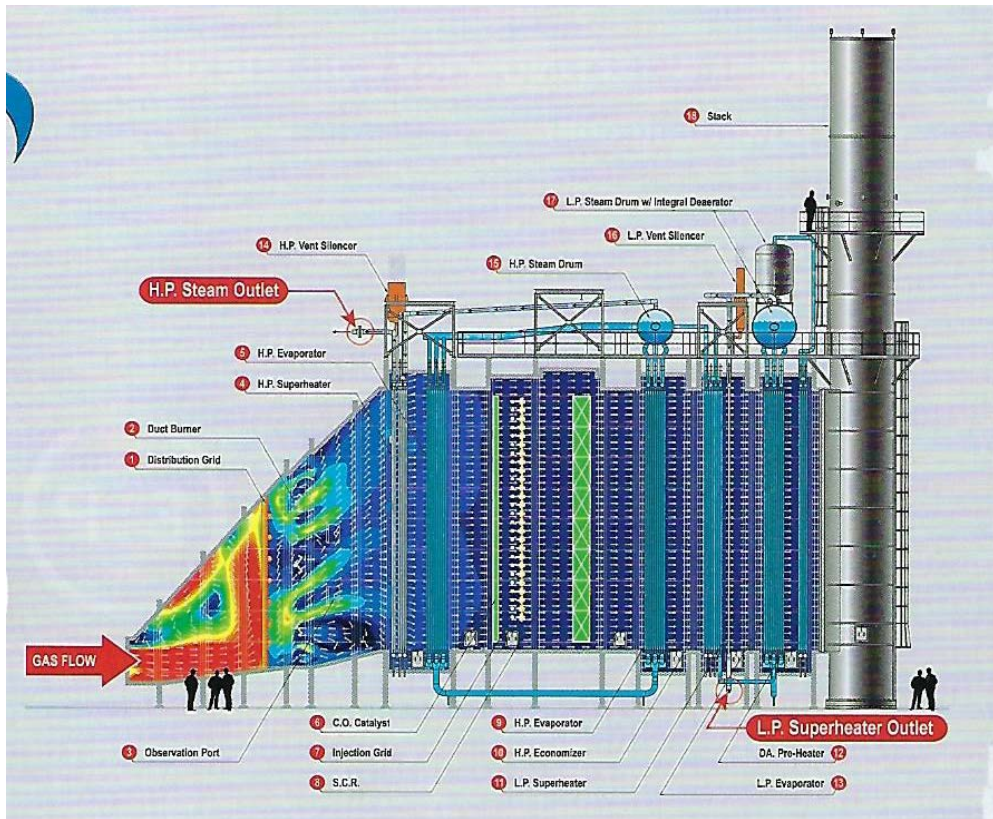 18 Stack
17 L.P. Steam Drum w/ Integral Deaerator
16 L.P. Vent Silencer
14 H.P. Vent Silencer
15 H.P. Steam Drum
H.P. Steam Outlet
5 H.P. Evaporator
4 H.P. Superheater
2 Duct Burner
1 Distribution Grid
GAS FLOW
6 C.O. Catalyst
9 H.P. Evaporator
L.P. Superheater Outlet
3 Observation Port
7 Injection Grid
10 H.P. Economizer
DA. Pre-Heater 12
8 S.C.R.
11 L.P. Superheater
L.P. Evaporator 13